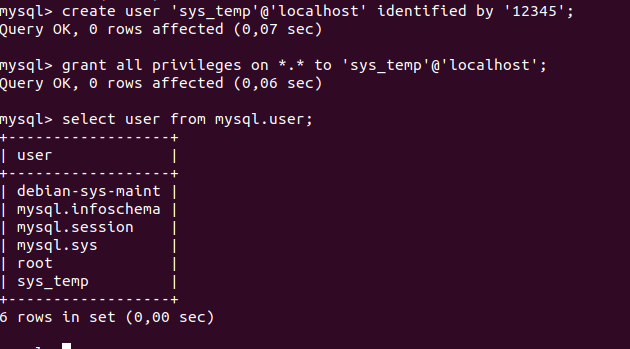 mysql> create user 'sys_temp'@'localhost' identified by '12345';
Query OK, 0 rows affected (0,07 sec)
mysql> grant all privileges on *.* to 'sys_temp'@'localhost';
Query OK, 0 rows affected (0,06 sec)
mysql> select user from mysql.user;
+------------------+
| user             |
+------------------+
| debian-sys-maint |
| mysql.infoschema |
| mysql.session    |
| mysql.sys        |
| root             |
| sys_temp         |
+------------------+
6 rows in set (0,00 sec)